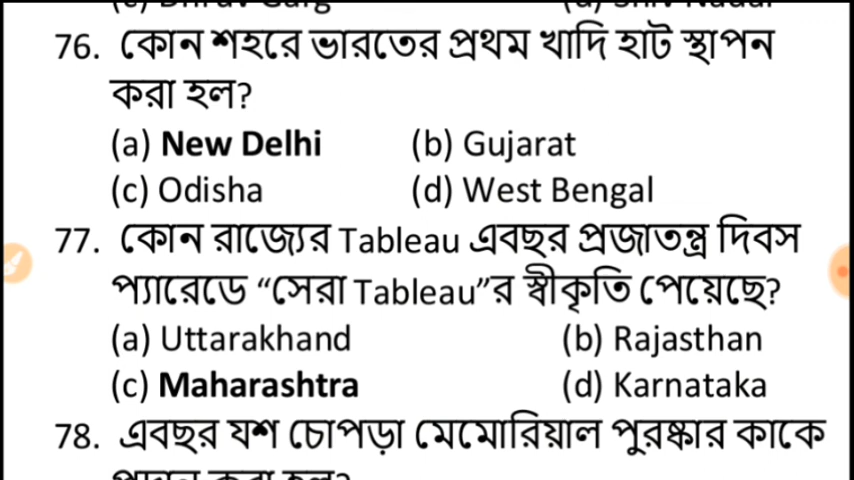 76. কোন শহরে ভারতের প্রথম খাদি হাট স্থাপন
করা হল?
(a) New Delhi (b) Gujarat
(c) Odisha (d) West Bengal
77. কোন রাজ্যের Tableau এবছর প্রজাতন্ত্র দিবস
প্যারেডে “সেরা Tableau”র স্বীকৃতি পেয়েছে?
(a) Uttarakhand (b) Rajasthan
(c) Maharashtra (d) Karnataka
78. এবছর যশ চোপড়া মেমোরিয়াল পুরষ্কার কাকে